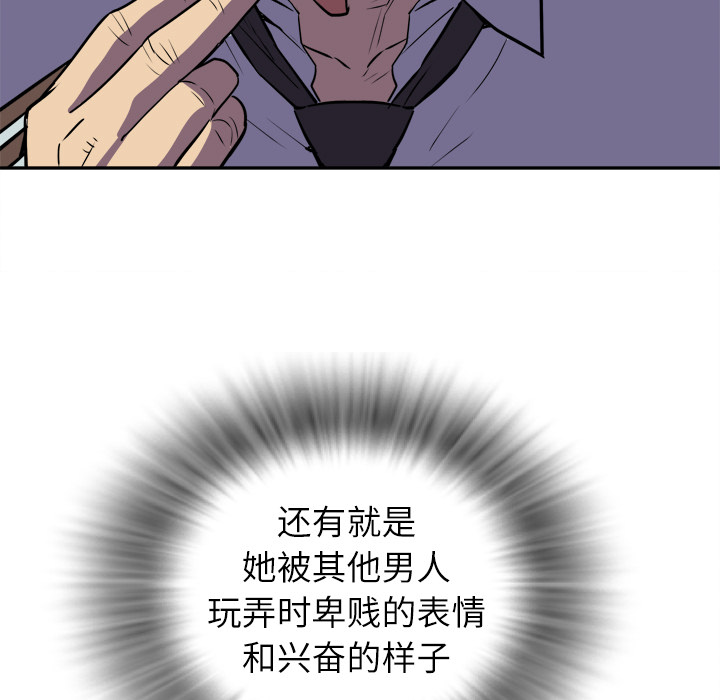 还有就是
她被其他男人
玩弄时卑贱的表情
和兴奋的样子